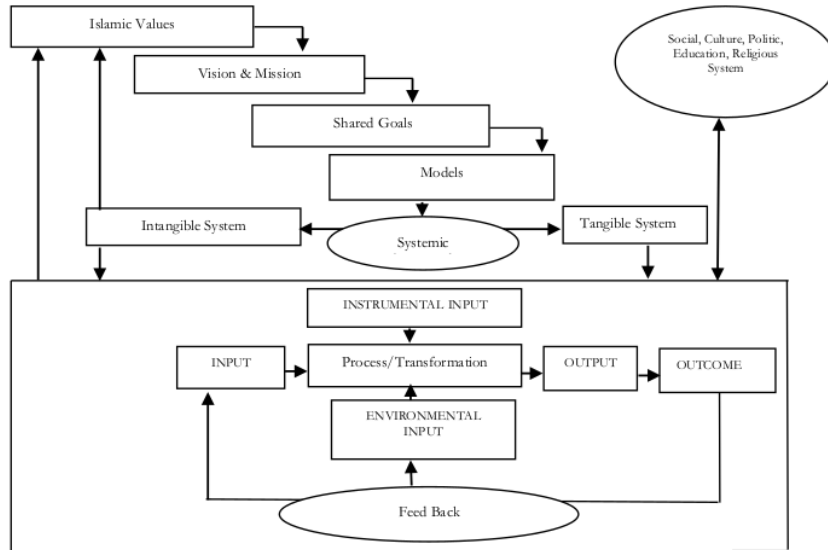 Islamic Values
Social, Culture, Politic,
Education, Religious
System
Vision & Mission
Shared Goals
Models
Intangible System
Systemic
Tangible System
INSTRUMENTAL INPUT
INPUT
Process/Transformation
OUTPUT
OUTCOME
ENVIRONMENTAL
INPUT
Feed Back